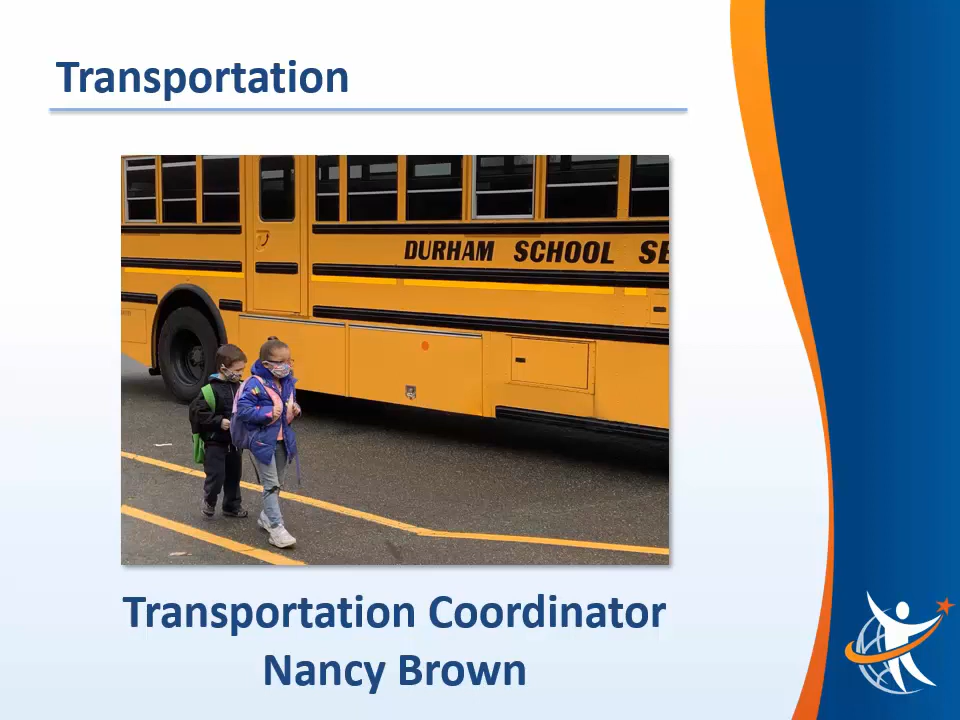 Transportation
DURHAM SCHOOL SE
Transportation Coordinator
Nancy Brown